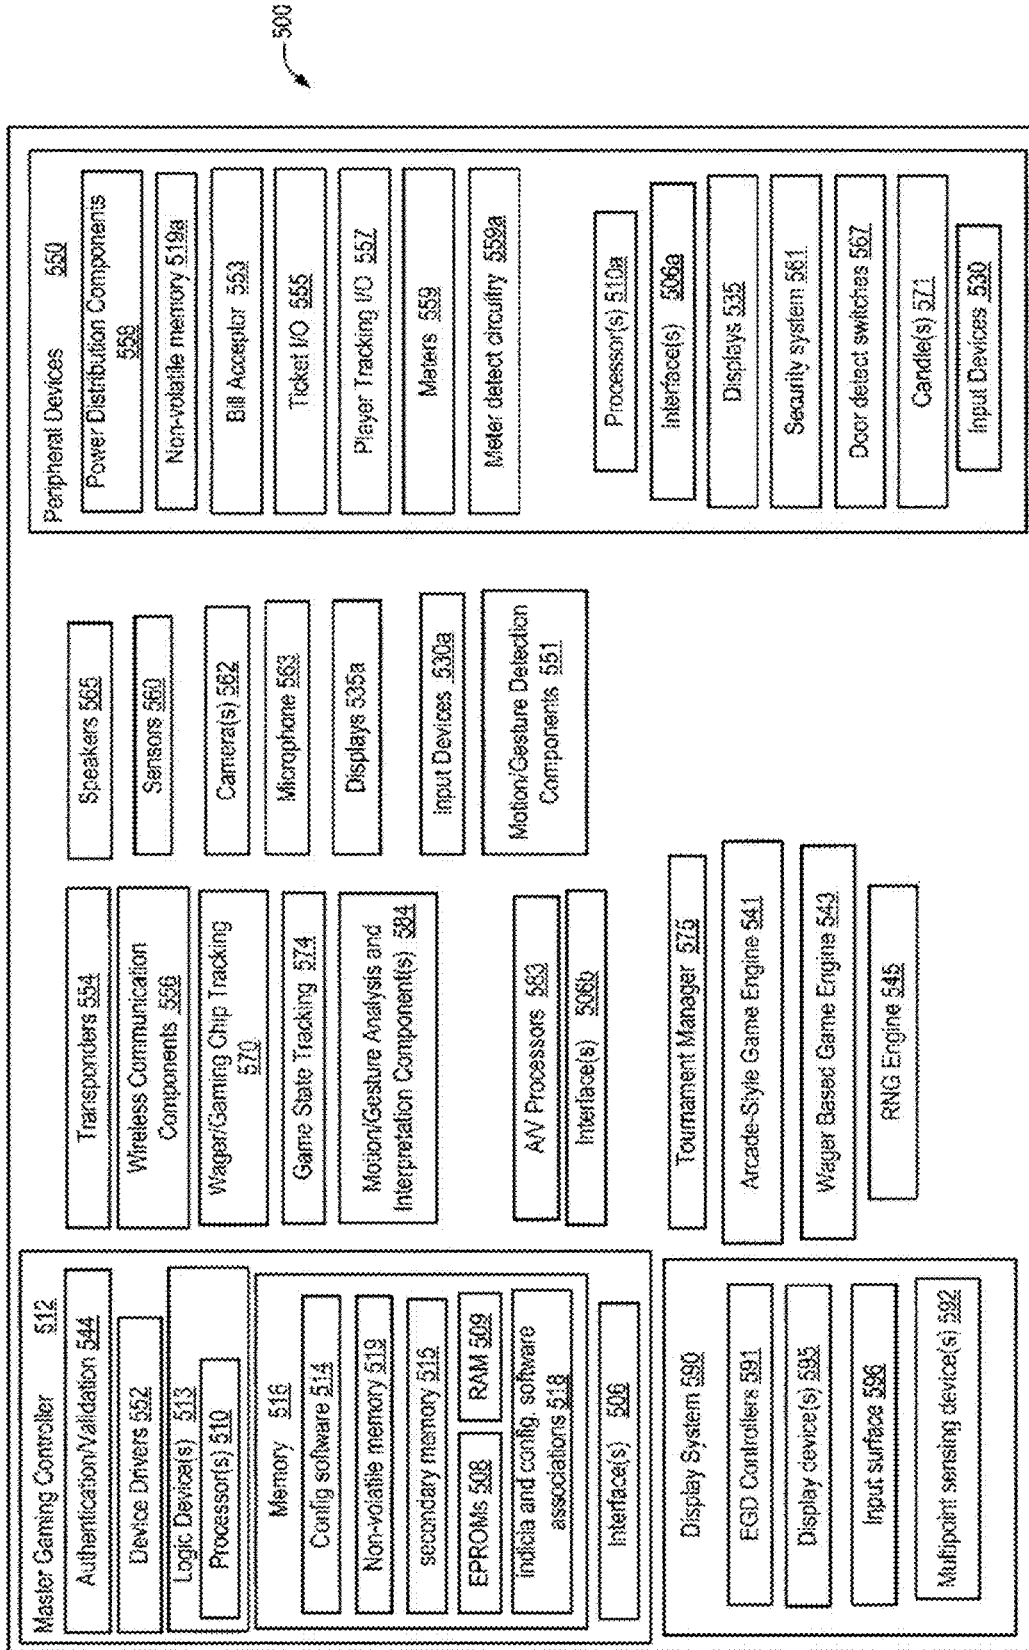 500
Master Gaming Controller 512
Authentication/Validation 544
Device Drivers 552
Logic Device(s) 513
Processor(s) 510
Memory 516
Config software 514
Non-volatile memory 519
secondary memory 515
EPROMs 508
RAM 509
indicia and config. software
associations 518
Interface(s) 506
Display System 590
EGD Controllers 591
Display device(s) 595
Input surface 596
Multipoint sensing device(s) 592
Transponders 554
Wireless Communication
Components 556
Wager/Gaming Chip Tracking
570
Game State Tracking 574
Motion/Gesture Analysis and
Interpretation Component(s) 584
A/V Processors 583
Interface(s) 506b
Tournament Manager 575
Arcade-Style Game Engine 541
Wager Based Game Engine 543
RNG Engine 545
Speakers 565
Sensors 560
Camera(s) 562
Microphone 563
Displays 535a
Input Devices 530a
Motion/Gesture Detection
Components 551
Peripheral Devices 550
Power Distribution Components
558
Non-volatile memory 519a
Bill Acceptor 553
Ticket I/O 555
Player Tracking I/O 557
Meters 559
Meter detect circuitry 559a
Processor(s) 510a
Interface(s) 506a
Displays 535
Security system 561
Door detect switches 567
Candle(s) 571
Input Devices 530